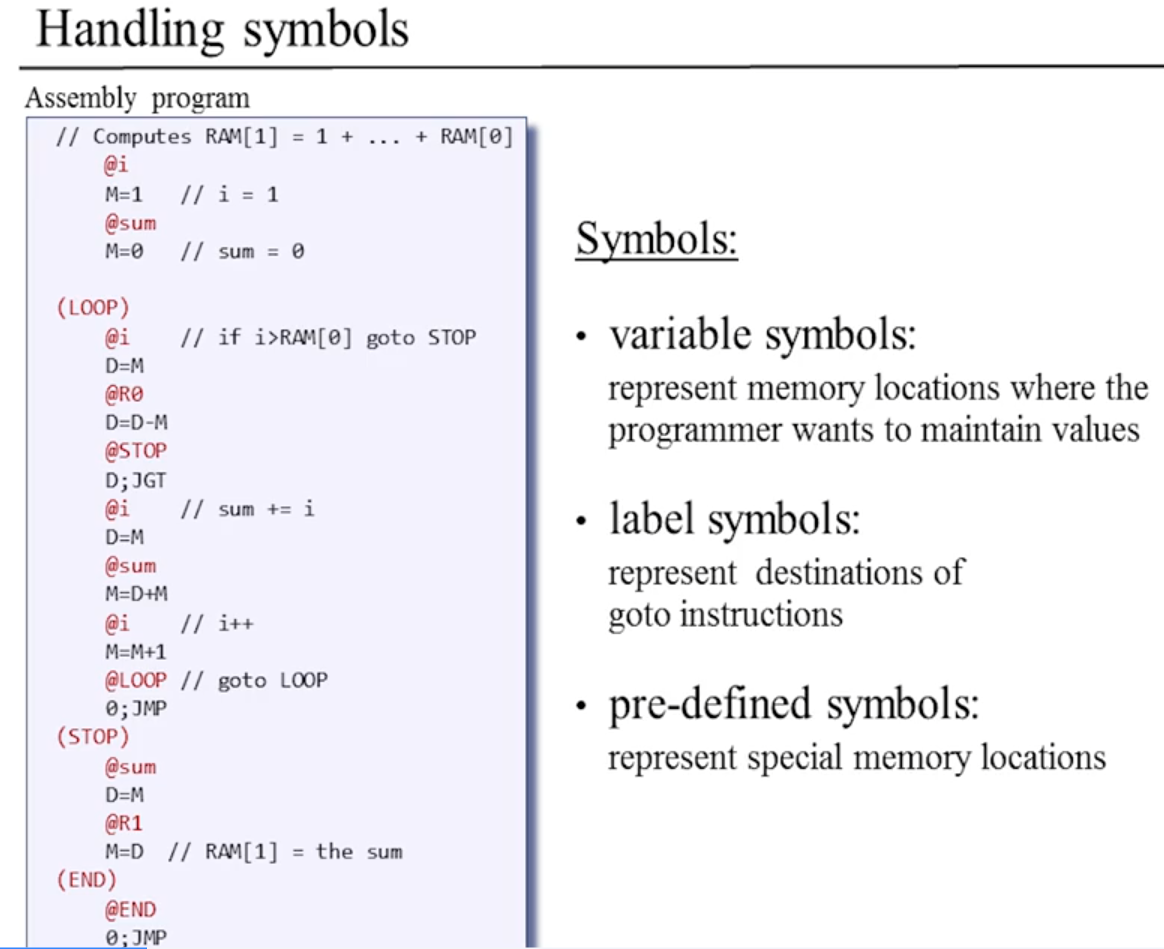 Handling symbols
Assembly program
// Computes RAM[1] = 1 + ... + RAM[0]
@i
M=1 // i = 1
@sum
M=0 // sum = 0
(LOOP)
@i // if i>RAM[0] goto STOP
D=M
@R0
D=D-M
@STOP
D;JGT
@i // sum += i
D=M
@sum
M=D+M
@i // i++
M=M+1
@LOOP // goto LOOP
0;JMP
(STOP)
@sum
D=M
@R1
M=D // RAM[1] = the sum
(END)
@END
0;JMP
Symbols:
• variable symbols:
represent memory locations where the
programmer wants to maintain values
• label symbols:
represent destinations of
goto instructions
• pre-defined symbols:
represent special memory locations